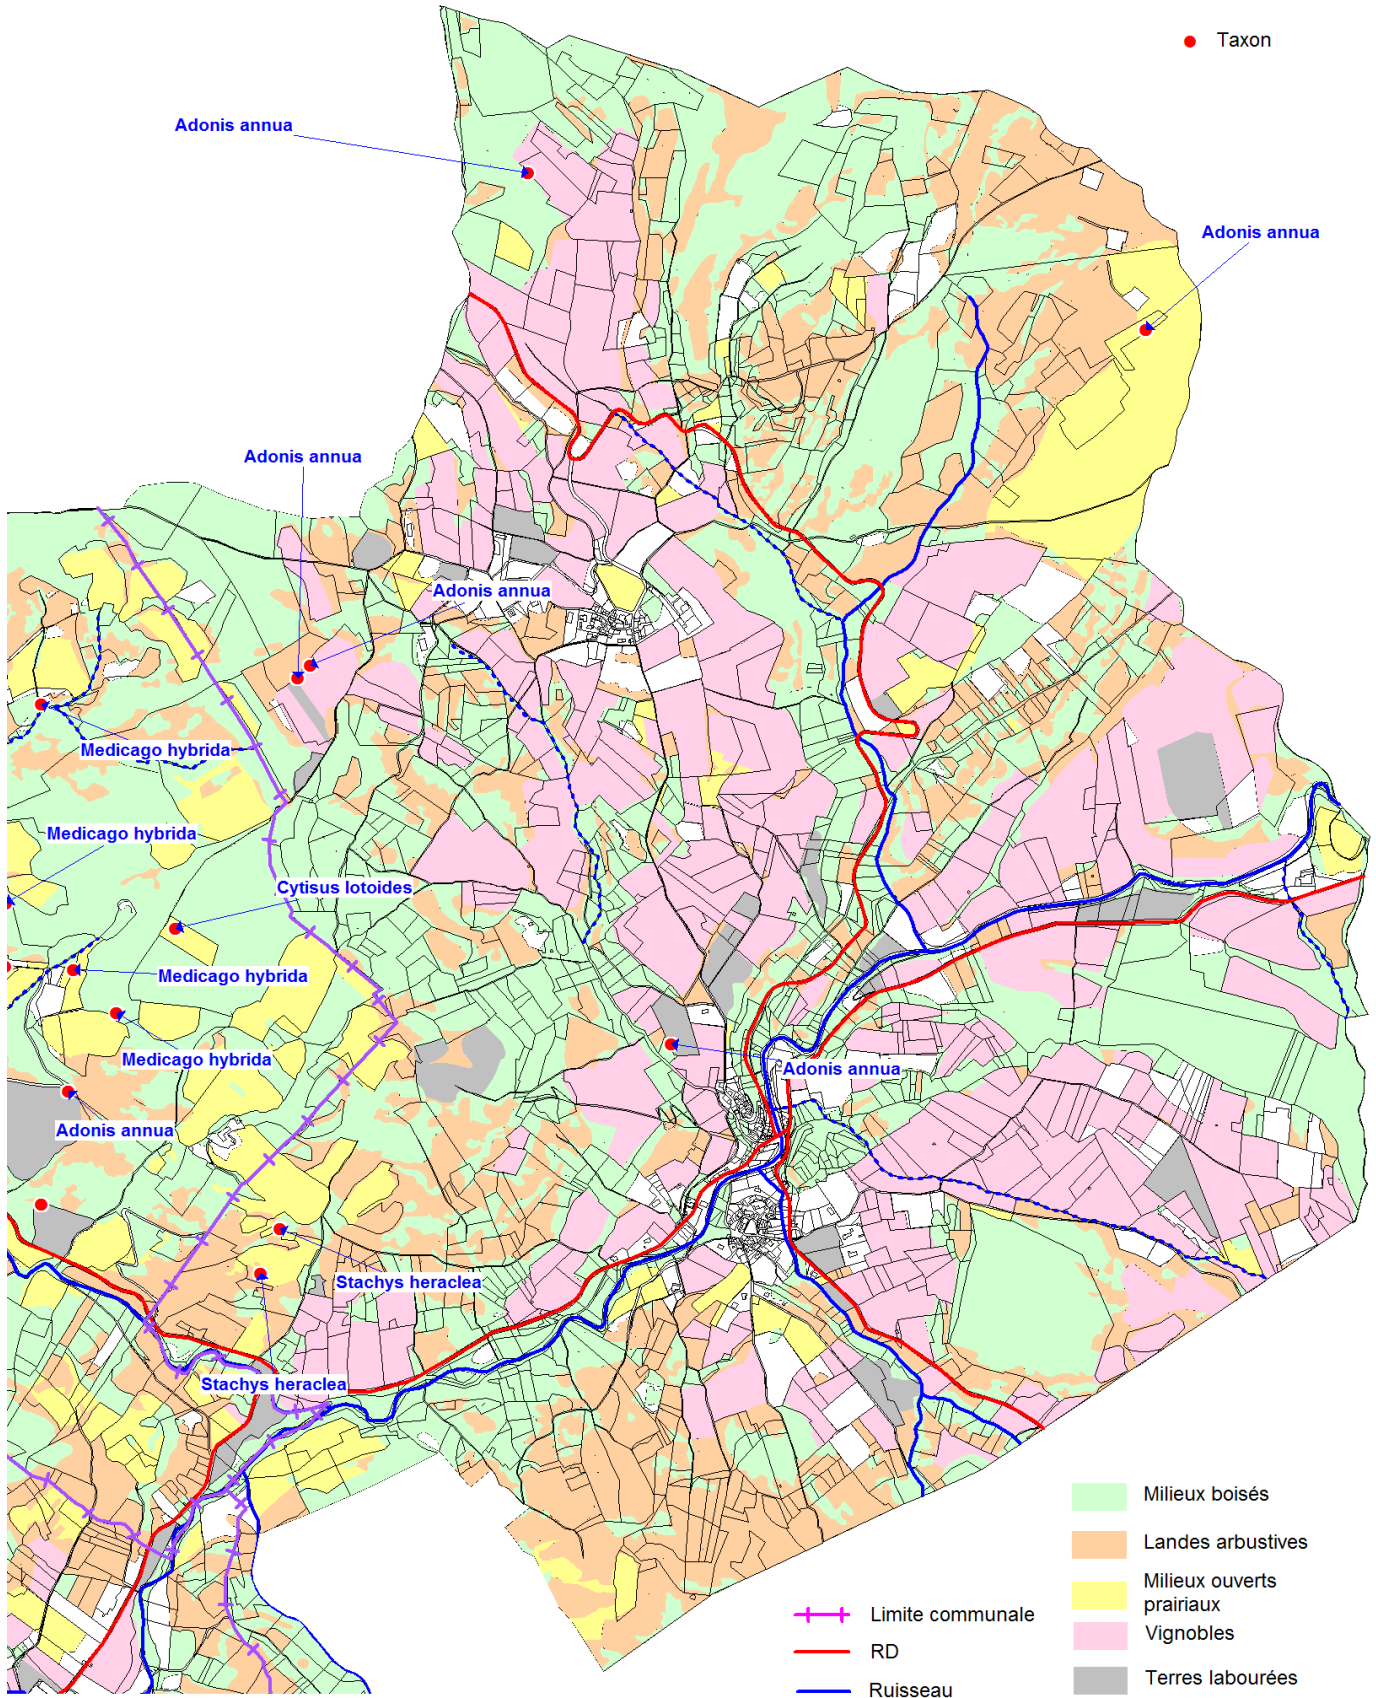 Taxon
Adonis annua
Adonis annua
Adonis annua
Adonis annua
Medicago hybrida
Medicago hybrida
Cytisus lotoides
Medicago hybrida
Medicago hybrida
Adonis annua
Adonis annua
Stachys heraclea
Stachys heraclea
Milieux boisés
Landes arbustives
Milieux ouverts
prairiaux
Limite communale
Vignobles
RD
Terres labourées
Ruisseau